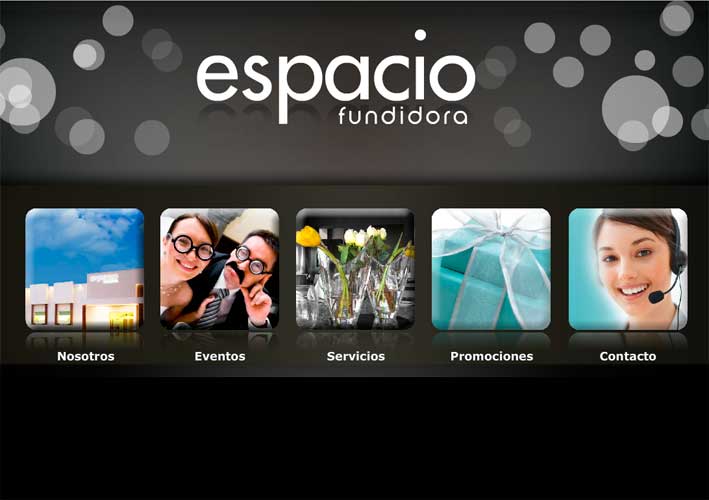 espacio
fundidora
Nosotros
Eventos
Servicios
Promociones
Contacto